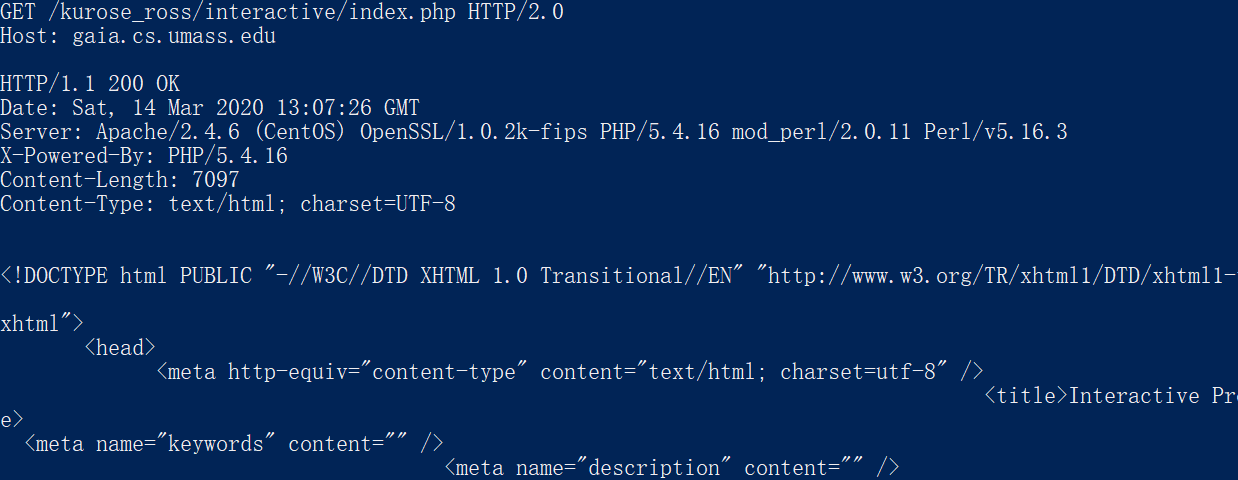 GET /kurose_ross/interactive/index.php HTTP/2.0
Host: gaia.cs.umass.edu
HTTP/1.1 200 OK
Date: Sat, 14 Mar 2020 13:07:26 GMT
Server: Apache/2.4.6 (CentOS) OpenSSL/1.0.2k-fips PHP/5.4.16 mod_perl/2.0.11 Perl/v5.16.3
X-Powered-By: PHP/5.4.16
Content-Length: 7097
Content-Type: text/html; charset=UTF-8
<!DOCTYPE html PUBLIC "-//W3C//DTD XHTML 1.0 Transitional//EN" "http://www.w3.org/TR/xhtml1/DTD/xhtml1-
xhtml">
<head>
<meta http-equiv="content-type" content="text/html; charset=utf-8" />
<title>Interactive Pr
e>
<meta name="keywords" content="" />
<meta name="description" content="" />